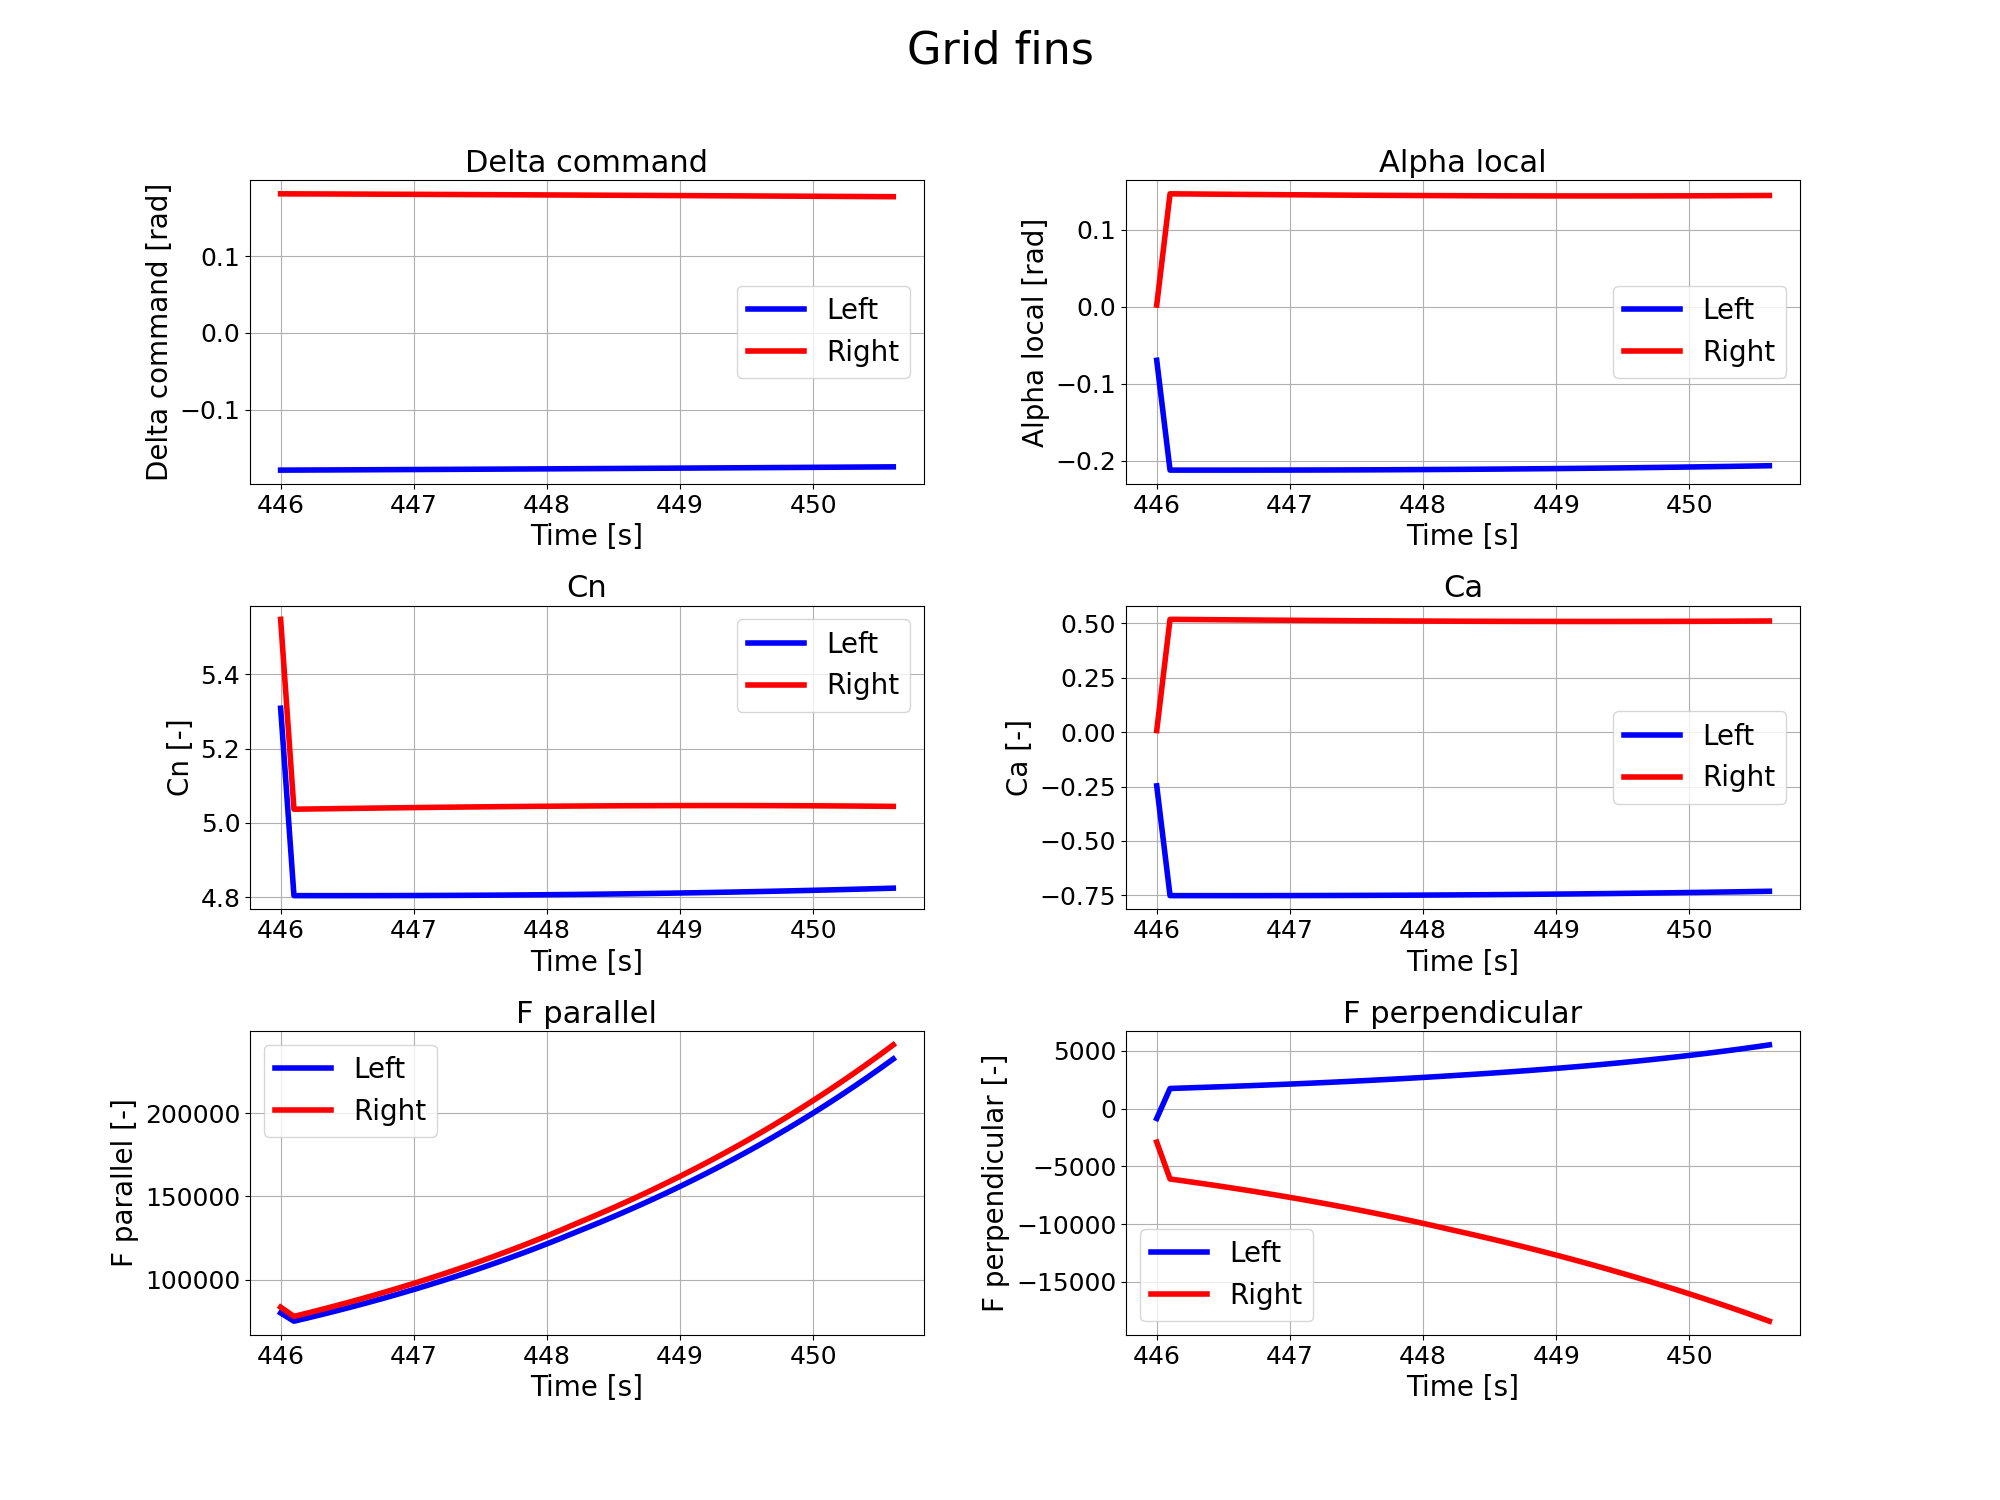 Grid fins
Delta command
Delta command [rad]
0.1
0.0
−0.1
Left
Right
446 447 448 449 450
Time [s]
Alpha local
Alpha local [rad]
0.1
0.0
−0.1
−0.2
Left
Right
446 447 448 449 450
Time [s]
Cn
Cn [-]
5.4
5.2
5.0
4.8
Left
Right
446 447 448 449 450
Time [s]
Ca
Ca [-]
0.50
0.25
0.00
−0.25
−0.50
−0.75
Left
Right
446 447 448 449 450
Time [s]
F parallel
F parallel [-]
200000
150000
100000
Left
Right
446 447 448 449 450
Time [s]
F perpendicular
F perpendicular [-]
5000
0
−5000
−10000
−15000
Left
Right
446 447 448 449 450
Time [s]